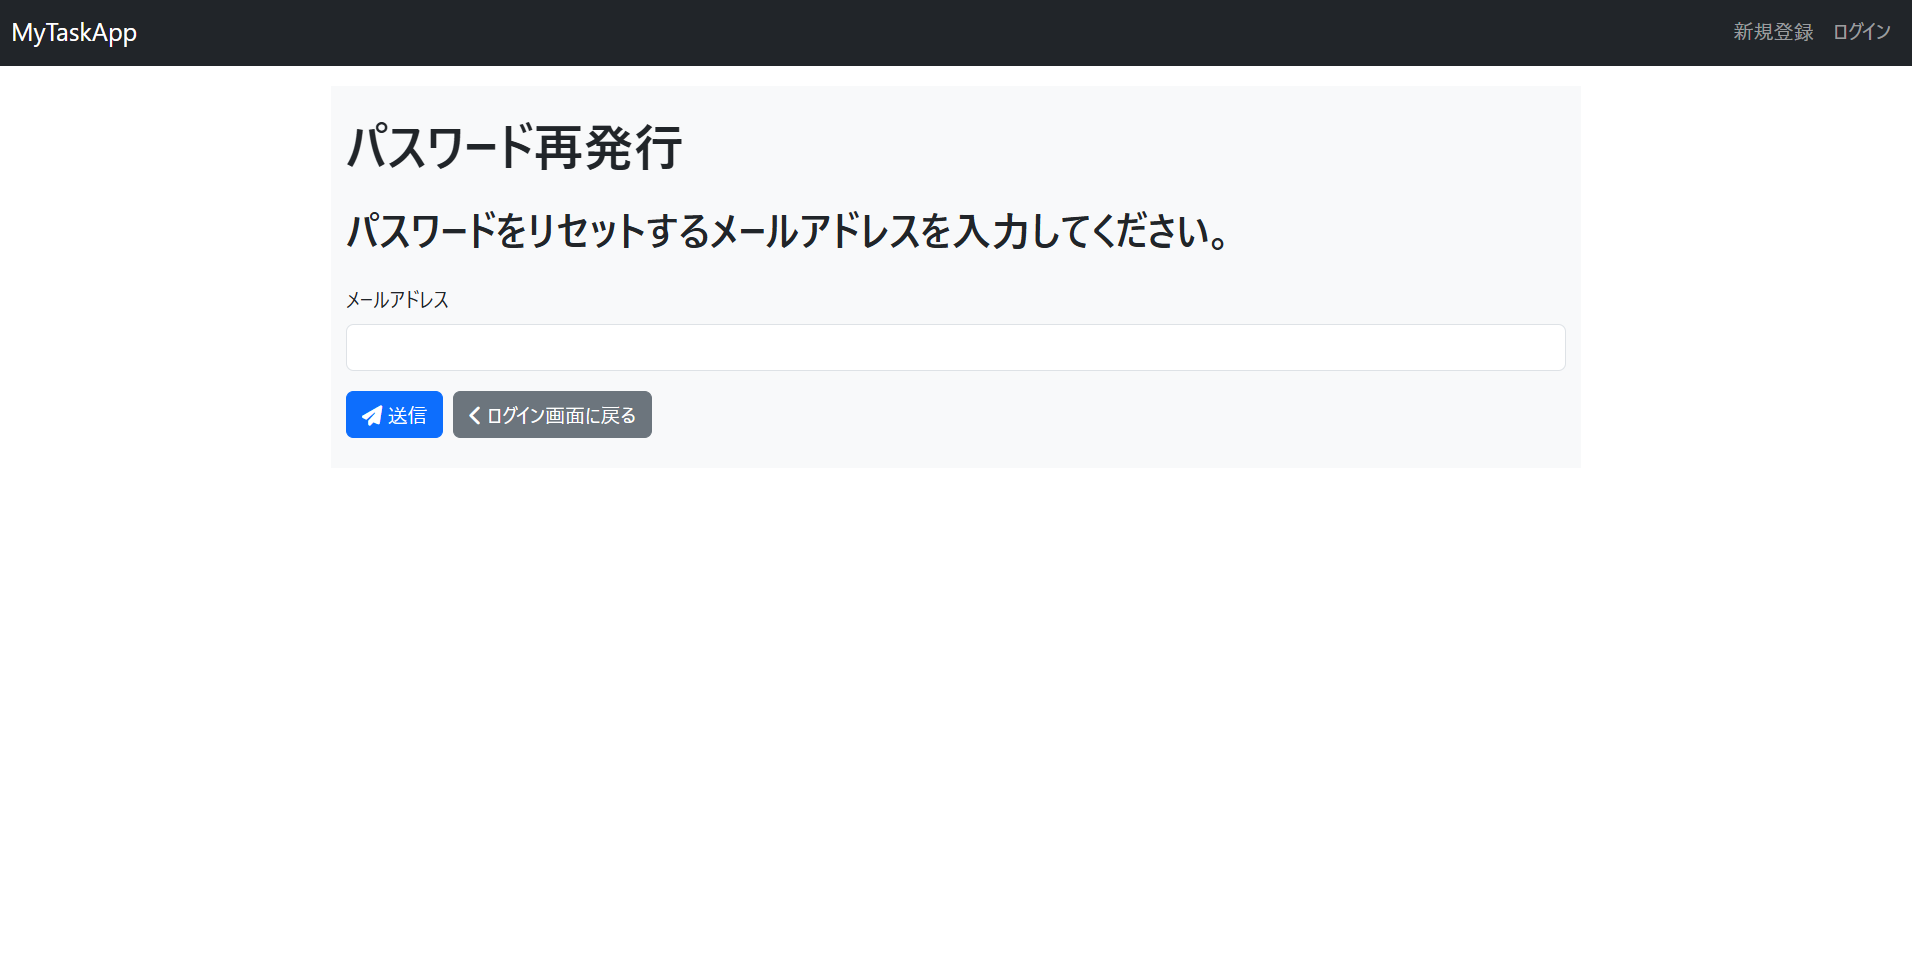 MyTaskApp
新規登録 ログイン
パスワード再発行
パスワードをリセットするメールアドレスを入力してください。
メールアドレス
送信 ログイン画面に戻る